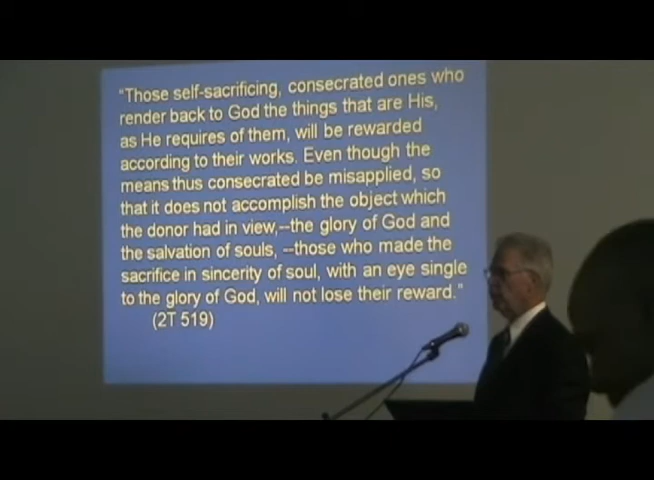 "Those self-sacrificing, consecrated ones who
render back to God the things that are His,
as He requires of them, will be rewarded
according to their works. Even though the
means thus consecrated be misapplied, so
that it does not accomplish the object which
the donor had in view,--the glory of God and
the salvation of souls, --those who made the
sacrifice in sincerity of soul, with an eye single
to the glory of God, will not lose their reward."
(2T 519)